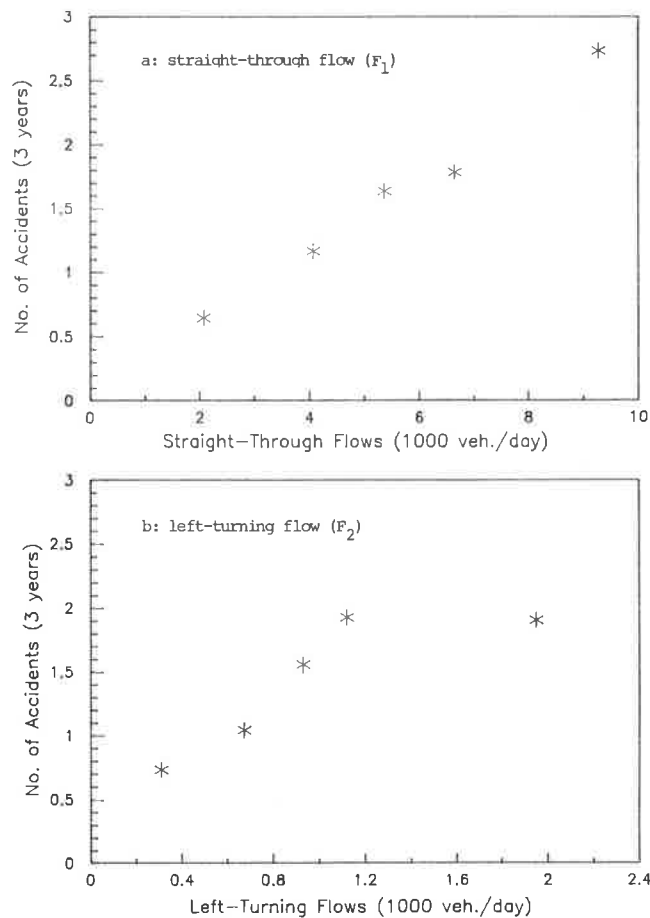 3
2.5
2
1.5
1
0.5
0
No. of Accidents (3 years)
a: straight-through flow (F1)
0 2 4 6 8 10
Straight-Through Flows (1000 veh./day)
3
2.5
2
1.5
1
0.5
0
No. of Accidents (3 years)
b: left-turning flow (F2)
0 0.4 0.8 1.2 1.6 2 2.4
Left-Turning Flows (1000 veh./day)